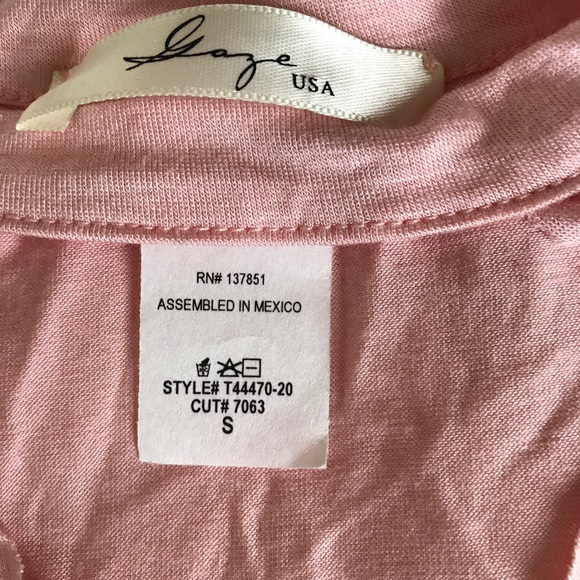 Gaze
USA
RN# 137851
ASSEMBLED IN MEXICO
STYLE# T44470-20
CUT# 7063
S